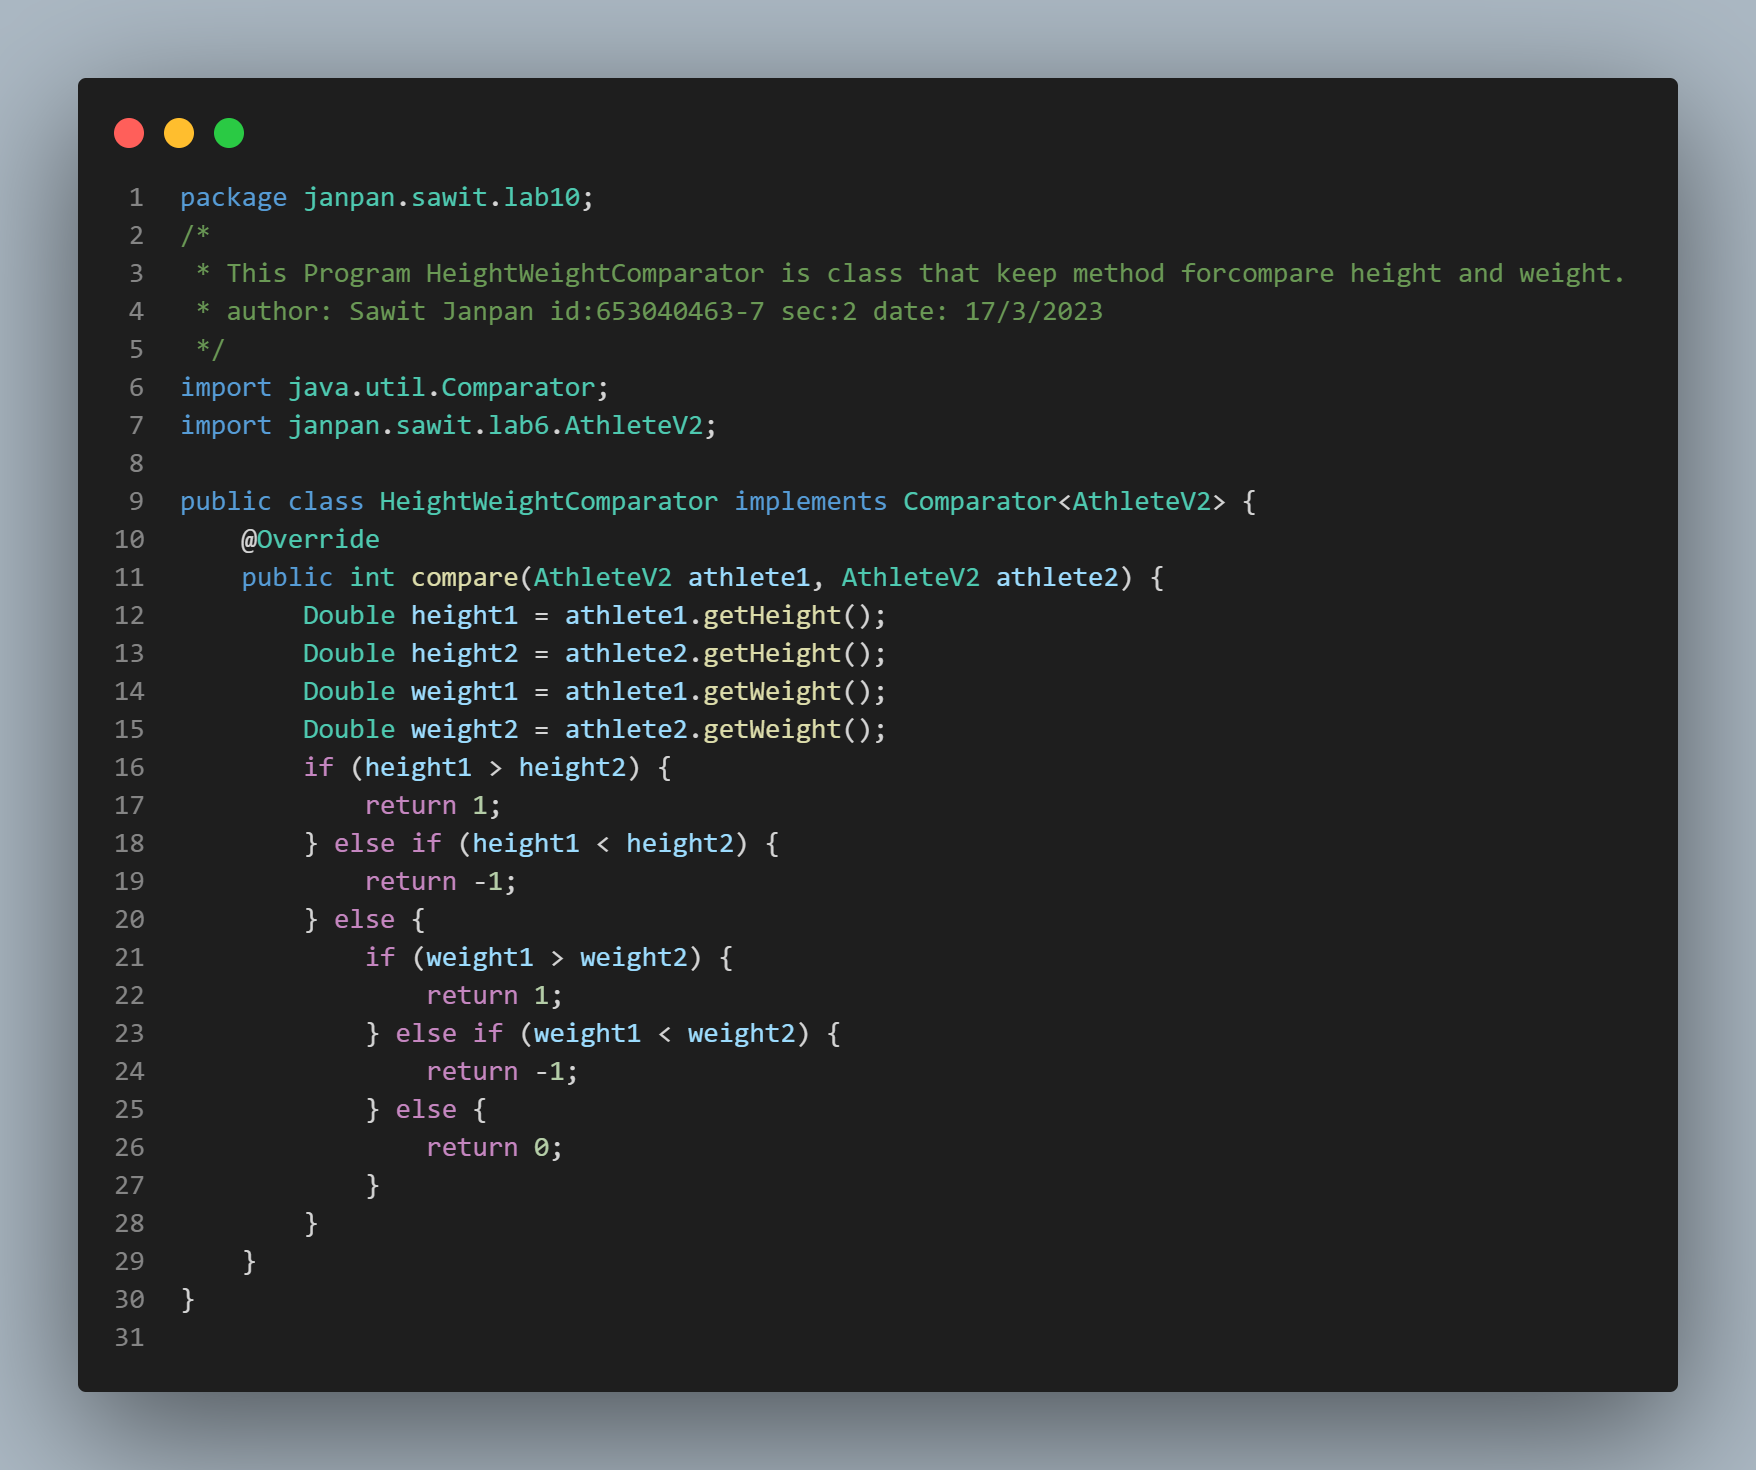 1 package janpan.sawit.lab10;
2 /*
3  * This Program HeightWeightComparator is class that keep method forcompare height and weight.
4  * author: Sawit Janpan id:653040463-7 sec:2 date: 17/3/2023
5  */
6 import java.util.Comparator;
7 import janpan.sawit.lab6.AthleteV2;
8
9 public class HeightWeightComparator implements Comparator<AthleteV2> {
10     @Override
11     public int compare(AthleteV2 athlete1, AthleteV2 athlete2) {
12         Double height1 = athlete1.getHeight();
13         Double height2 = athlete2.getHeight();
14         Double weight1 = athlete1.getWeight();
15         Double weight2 = athlete2.getWeight();
16         if (height1 > height2) {
17             return 1;
18         } else if (height1 < height2) {
19             return -1;
20         } else {
21             if (weight1 > weight2) {
22                 return 1;
23             } else if (weight1 < weight2) {
24                 return -1;
25             } else {
26                 return 0;
27             }
28         }
29     }
30 }
31